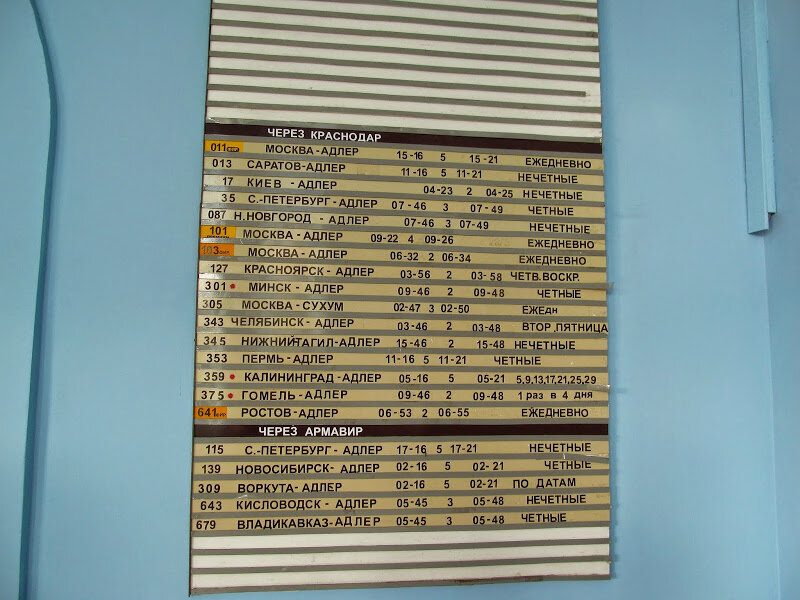 ЧЕРЕЗ КРАСНОДАР
011 МОСКВА-АДЛЕР 15-16 5 15-21 ЕЖЕДНЕВНО
013 САРАТОВ-АДЛЕР 11-16 5 11-21 НЕЧЕТНЫЕ
17 КИЕВ - АДЛЕР 04-23 2 04-25 НЕЧЕТНЫЕ
35 С.-ПЕТЕРБУРГ-АДЛЕР 07-46 3 07-49 ЧЕТНЫЕ
087 Н.НОВГОРОД - АДЛЕР 07-46 3 07-49 НЕЧЕТНЫЕ
101 МОСКВА-АДЛЕР 09-22 4 09-26 ЕЖЕДНЕВНО
103 МОСКВА-АДЛЕР 06-32 2 06-34 ЕЖЕДНЕВНО
127 КРАСНОЯРСК-АДЛЕР 03-56 2 03-58 ЧЕТВ.ВОСКР.
301 МИНСК-АДЛЕР 09-46 2 09-48 ЧЕТНЫЕ
305 МОСКВА-СУХУМ 02-47 3 02-50 ЕЖЕДН
343 ЧЕЛЯБИНСК-АДЛЕР 03-46 2 03-48 ВТОР,ПЯТНИЦА
345 НИЖНИЙТАГИЛ-АДЛЕР 15-46 2 15-48 НЕЧЕТНЫЕ
353 ПЕРМЬ-АДЛЕР 11-16 5 11-21 ЧЕТНЫЕ
359 КАЛИНИНГРАД-АДЛЕР 05-16 5 05-21 5,9,13,17,21,25,29
375 ГОМЕЛЬ-АДЛЕР 09-46 2 09-48 1 раз в 4 дня
641 РОСТОВ-АДЛЕР 06-53 2 06-55 ЕЖЕДНЕВНО
ЧЕРЕЗ АРМАВИР
115 С.-ПЕТЕРБУРГ-АДЛЕР 17-16 5 17-21 НЕЧЕТНЫЕ
139 НОВОСИБИРСК-АДЛЕР 02-16 5 02-21 ЧЕТНЫЕ
309 ВОРКУТА-АДЛЕР 02-16 5 02-21 ПО ДАТАМ
643 КИСЛОВОДСК-АДЛЕР 05-45 3 05-48 НЕЧЕТНЫЕ
679 ВЛАДИКАВКАЗ-АДЛЕР 05-45 3 05-48 ЧЕТНЫЕ